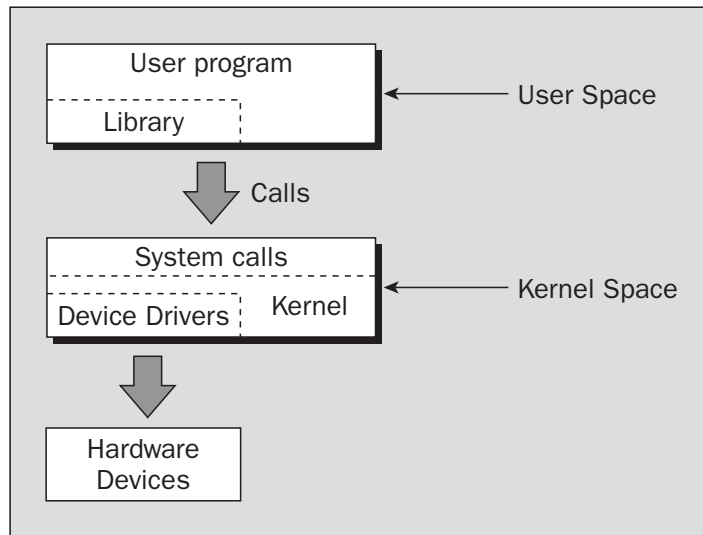 User program
Library
User Space
Calls
System calls
Device Drivers
Kernel
Kernel Space
Hardware
Devices